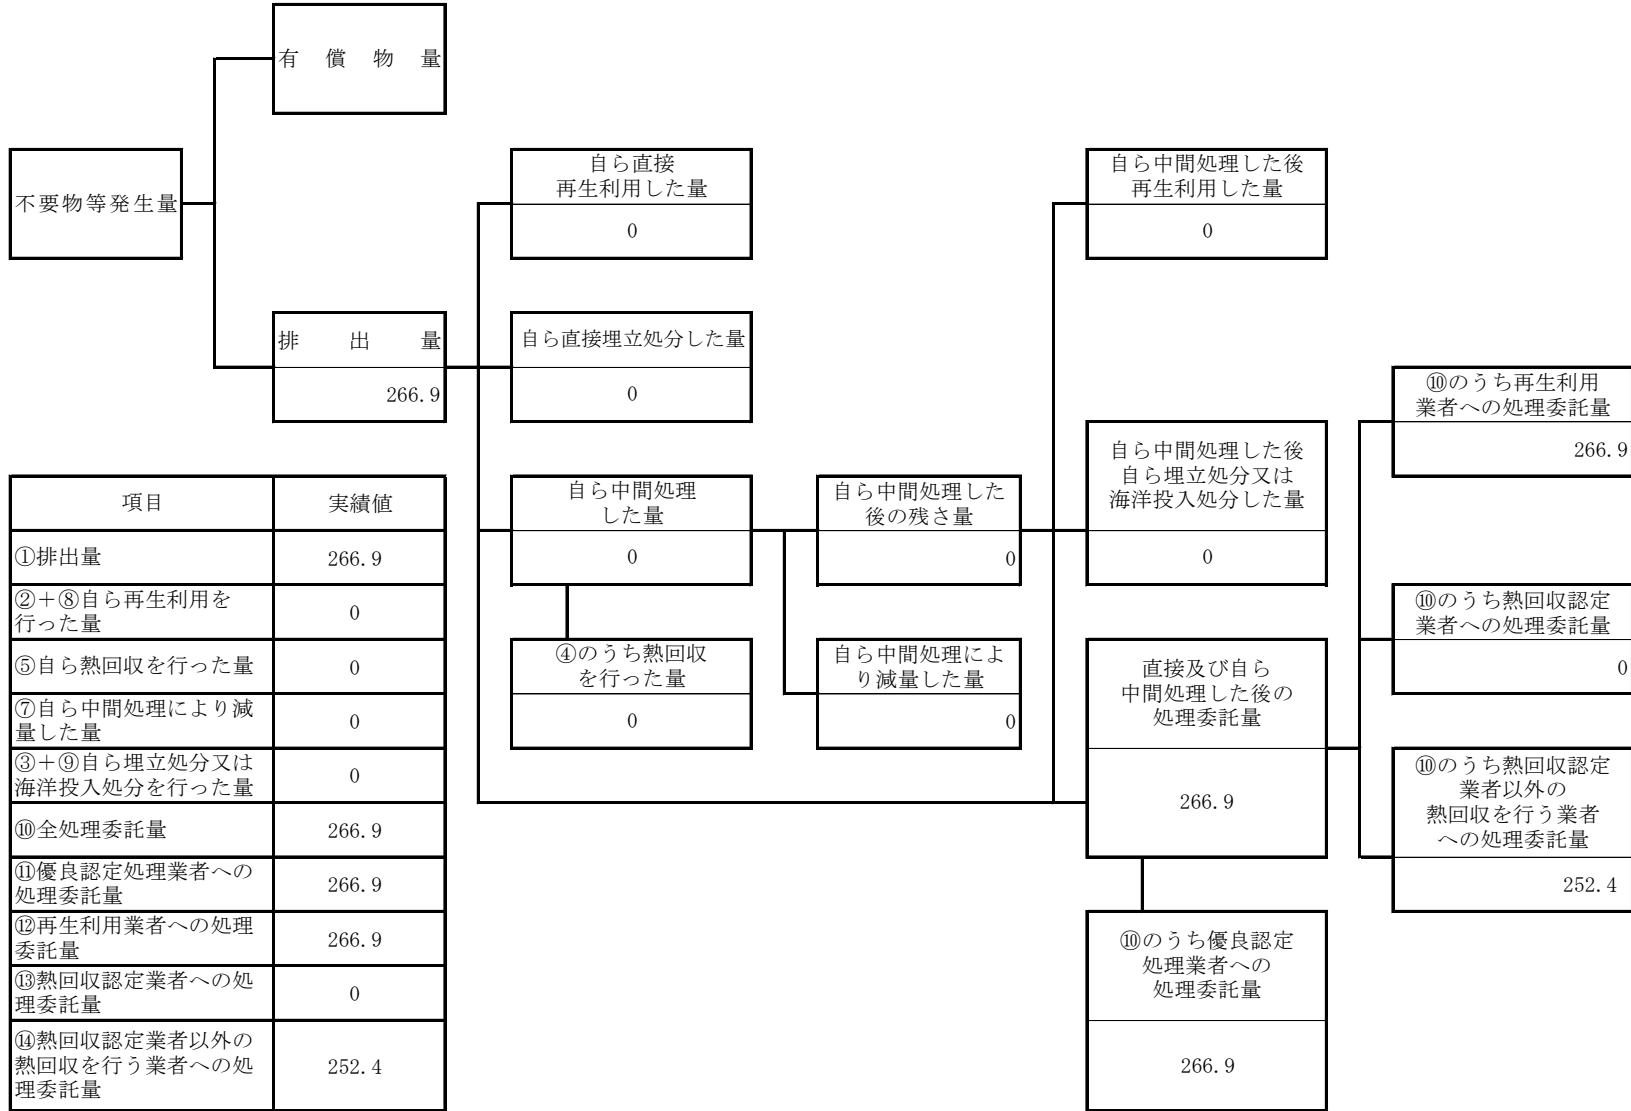 有償物量
不要物等発生量
排出量
266.9
自ら直接
再生利用した量
0
自ら直接埋立処分した量
0
自ら中間処理
した量
0
④のうち熱回収
を行った量
0
自ら中間処理した
後の残さ量
0
自ら中間処理によ
り減量した量
0
自ら中間処理した後
再生利用した量
0
自ら中間処理した後
自ら埋立処分又は
海洋投入処分した量
0
直接及び自ら
中間処理した後の
処理委託量
266.9
⑩のうち優良認定
処理業者への
処理委託量
266.9
⑩のうち再生利用
業者への処理委託量
266.9
⑩のうち熱回収認定
業者への処理委託量
0
⑩のうち熱回収認定
業者以外の
熱回収を行う業者
への処理委託量
252.4
項目 実績値
①排出量 266.9
②+⑧自ら再生利用を
行った量 0
⑤自ら熱回収を行った量 0
⑦自ら中間処理により減
量した量 0
③+⑨自ら埋立処分又は
海洋投入処分を行った量 0
⑩全処理委託量 266.9
⑪優良認定処理業者への
処理委託量 266.9
⑫再生利用業者への処理
委託量 266.9
⑬熱回収認定業者への処
理委託量 0
⑭熱回収認定業者以外の
熱回収を行う業者への処
理委託量 252.4